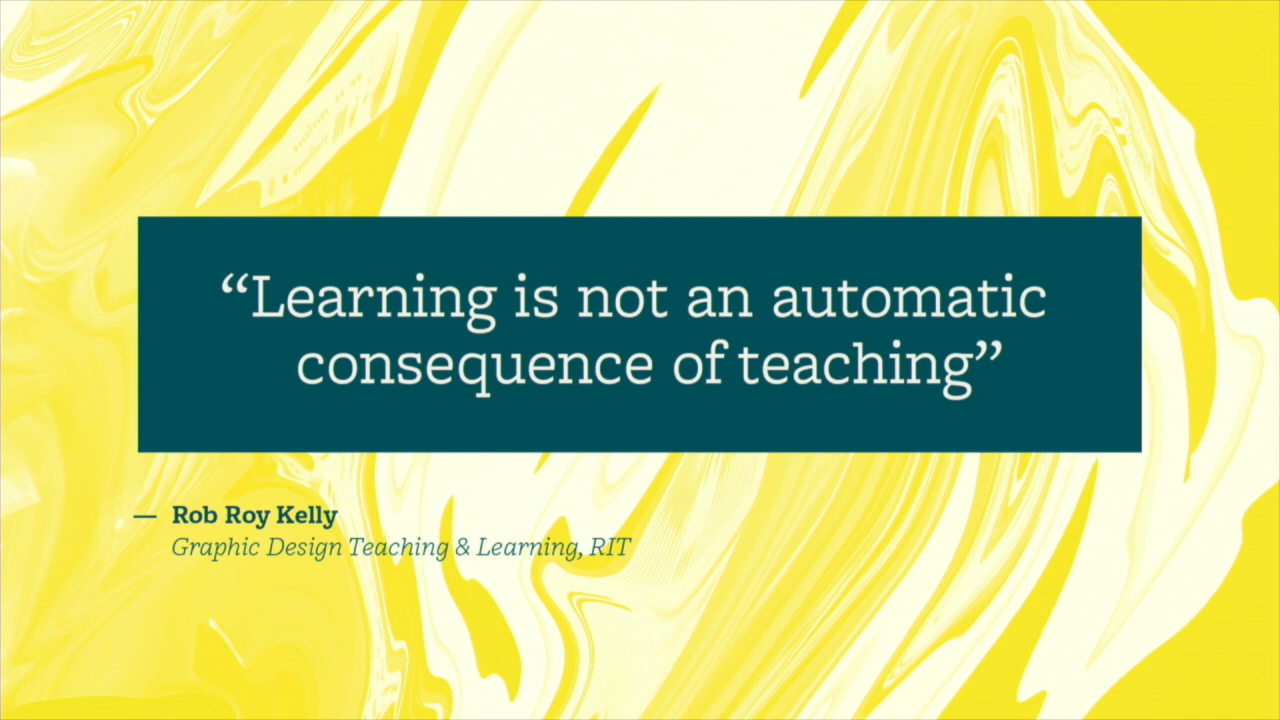 “Learning is not an automatic
consequence of teaching”
— Rob Roy Kelly
Graphic Design Teaching & Learning, RIT